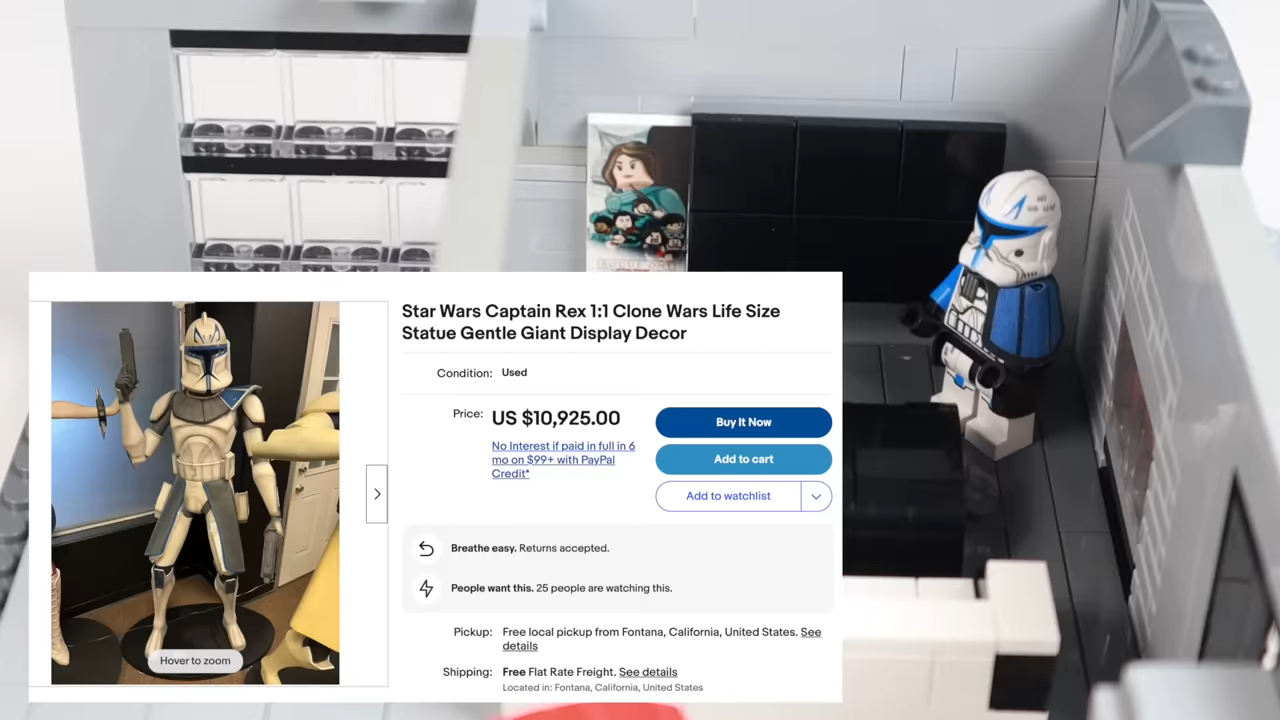 ROGUE ONE
Star Wars Captain Rex 1:1 Clone Wars Life Size
Statue Gentle Giant Display Decor
Condition: Used
Price: US $10,925.00
Buy It Now
No Interest if paid in full in 6
mo on $99+ with PayPal
Credit*
Add to cart
Add to watchlist
Breathe easy. Returns accepted.
People want this. 25 people are watching this.
Pickup: Free local pickup from Fontana, California, United States. See
details
Hover to zoom
Shipping: Free Flat Rate Freight. See details
Located in: Fontana, California, United States